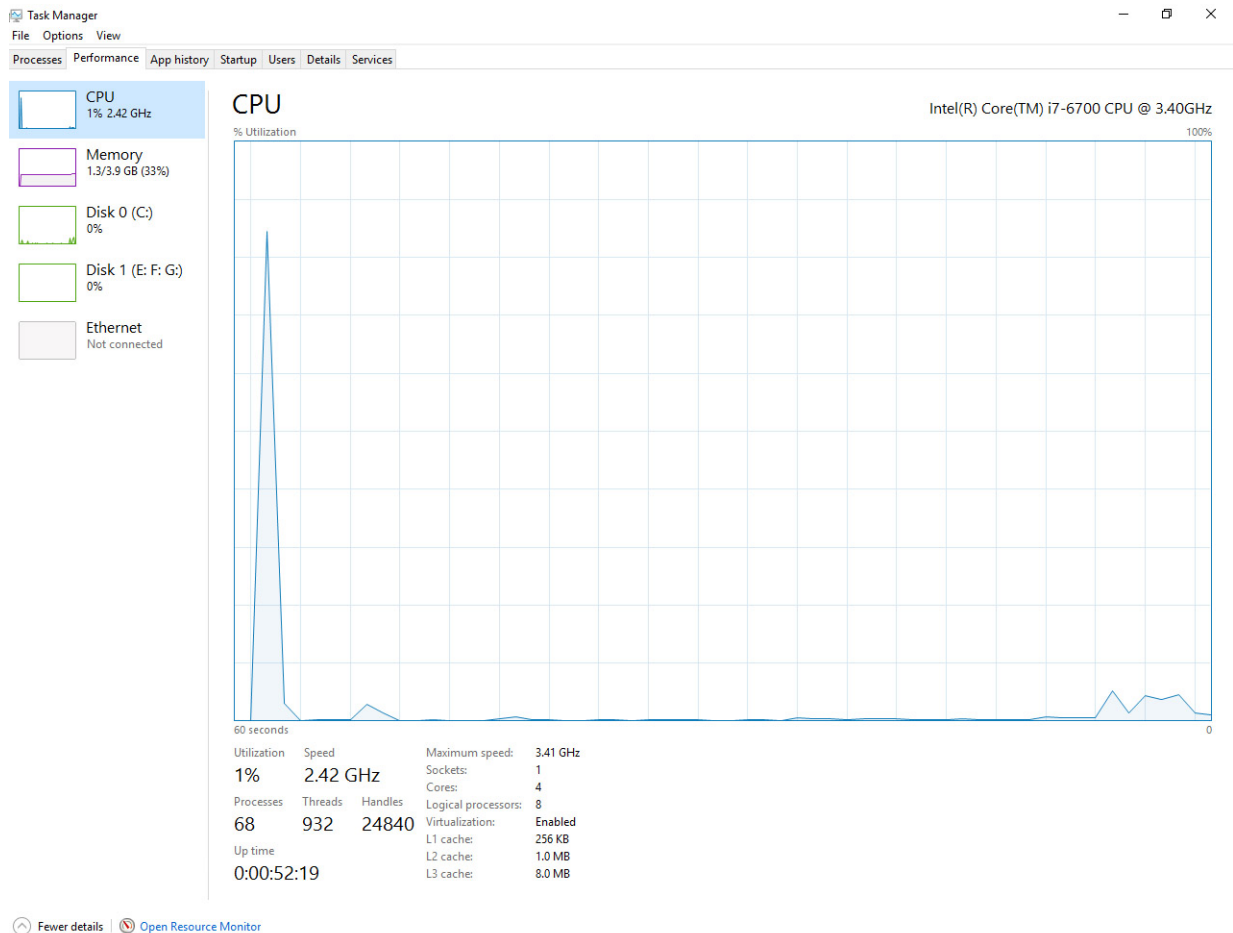 Task Manager
File Options View
Processes Performance App history Startup Users Details Services
CPU
1% 2.42 GHz
Memory
1.3/3.9 GB (33%)
Disk 0 (C:)
0%
Disk 1 (E: F: G:)
0%
Ethernet
Not connected
CPU Intel(R) Core(TM) i7-6700 CPU @ 3.40GHz
% Utilization 100%
60 seconds 0
Utilization Speed
1% 2.42 GHz
Processes Threads Handles
68 932 24840
Up time
0:00:52:19
Maximum speed: 3.41 GHz
Sockets: 1
Cores: 4
Logical processors: 8
Virtualization: Enabled
L1 cache: 256 KB
L2 cache: 1.0 MB
L3 cache: 8.0 MB
Fewer details Open Resource Monitor